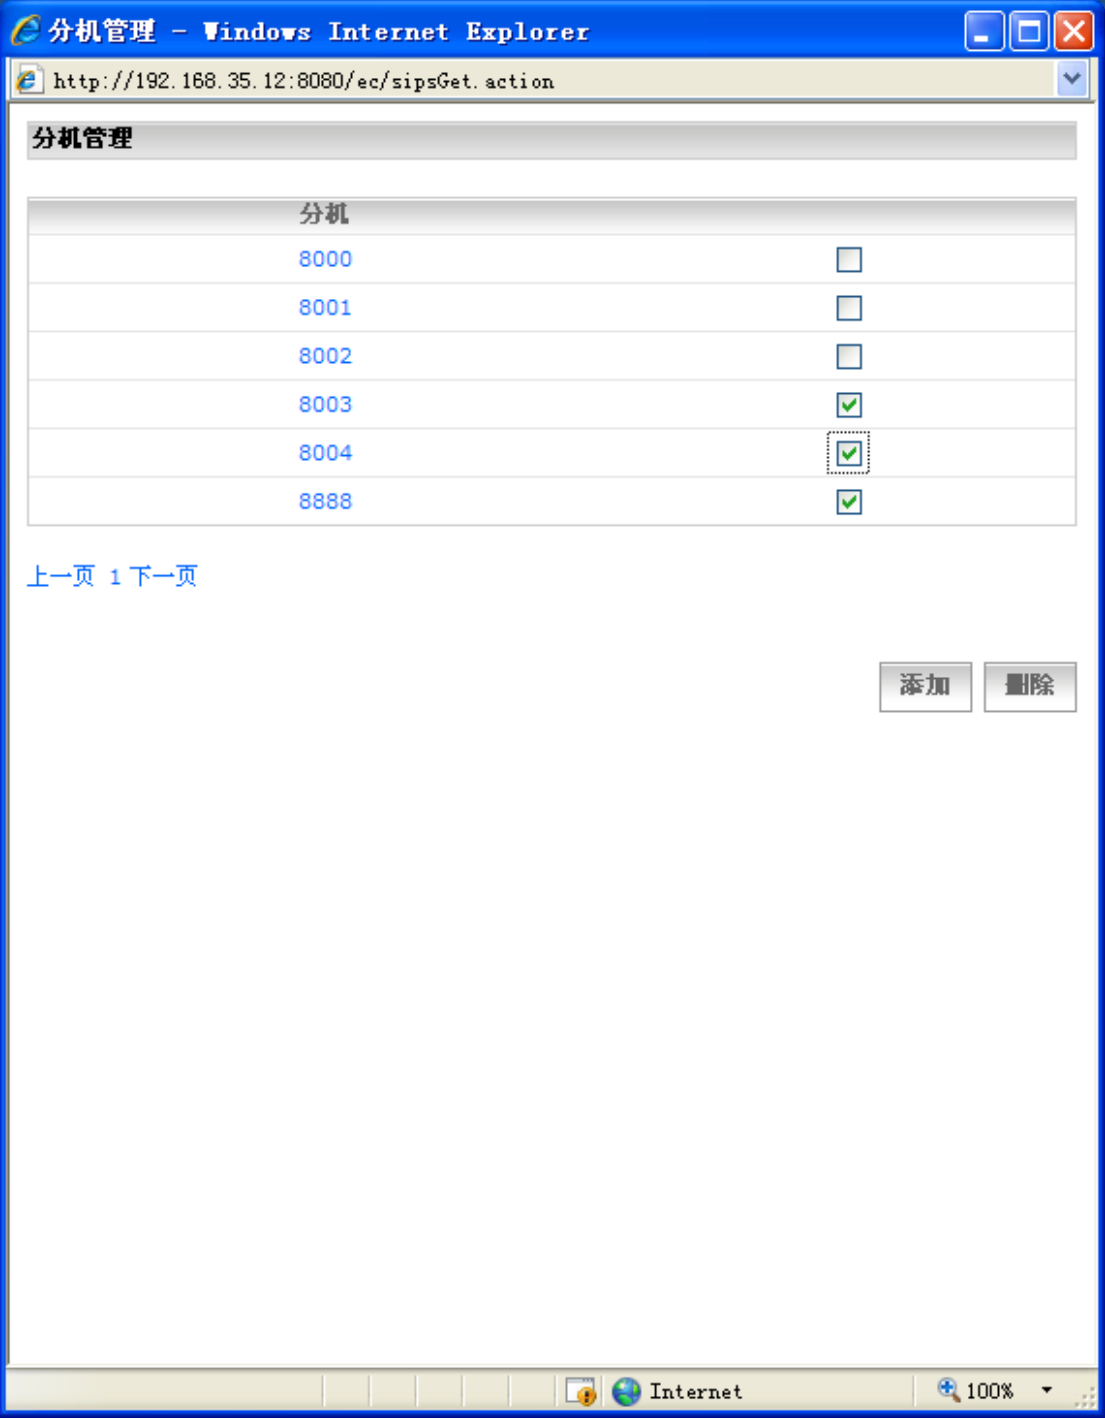 分机管理 - Windows Internet Explorer
http://192.168.35.12:8080/ec/sipsGet.action
分机管理
分机
8000
8001
8002
8003
8004
8888
上一页 1 下一页
添加 删除
Internet 100%